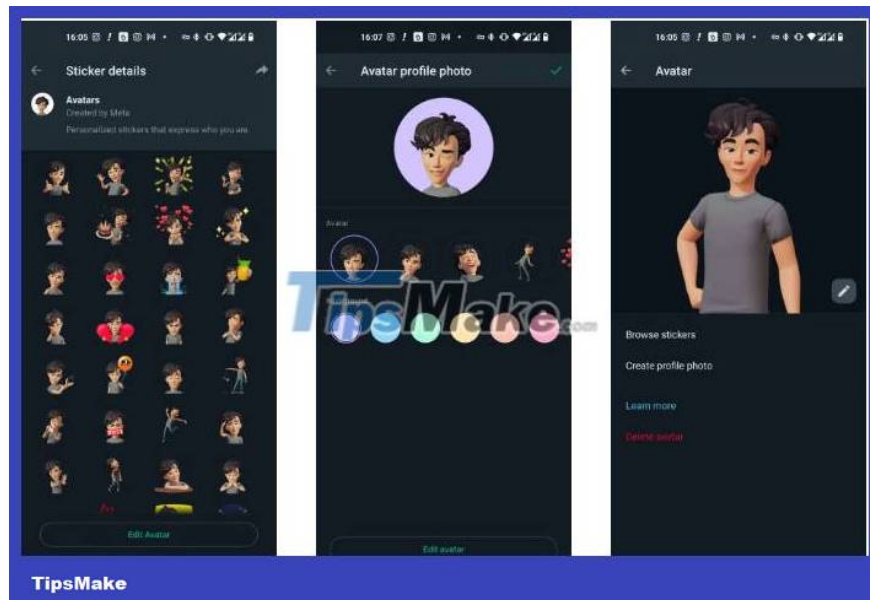 16:05
Sticker details
Avatars
Created by Meta
Personalized stickers that express who you are.
Edit Avatar
16:07
Avatar profile photo
Avatar
Edit avatar
16:05
Avatar
Browse stickers
Create profile photo
Learn more
Delete avatar
TipsMake.com
TipsMake